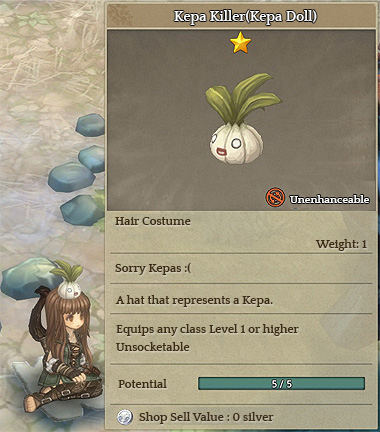 Kepa Killer(Kepa Doll)
Unenhanceable
Hair Costume
Weight: 1
Sorry Kepas :(
A hat that represents a Kepa.
Equips any class Level 1 or higher
Unsocketable
Potential 5 / 5
Shop Sell Value : 0 silver